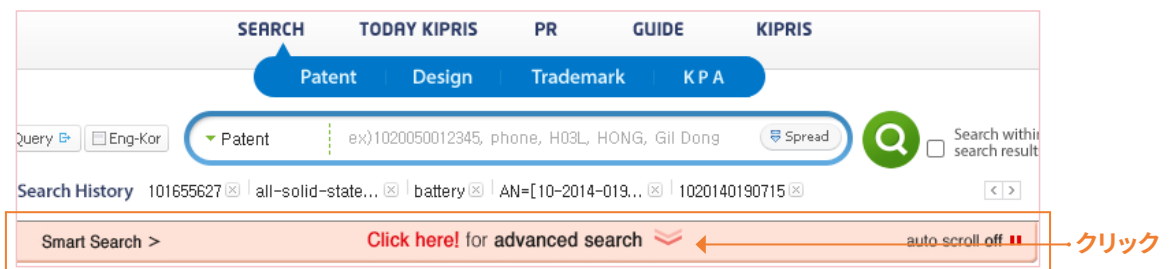 SEARCH TODAY KIPRIS PR GUIDE KIPRIS
Patent Design Trademark KPA
Query Eng-Kor Patent ex)1020050012345, phone, H03L, HONG, Gil Dong Spread Search within
search result
Search History 101655627 all-solid-state... battery AN=[10-2014-019... 1020140190715 < >
Smart Search > Click here! for advanced search auto scroll off クリック